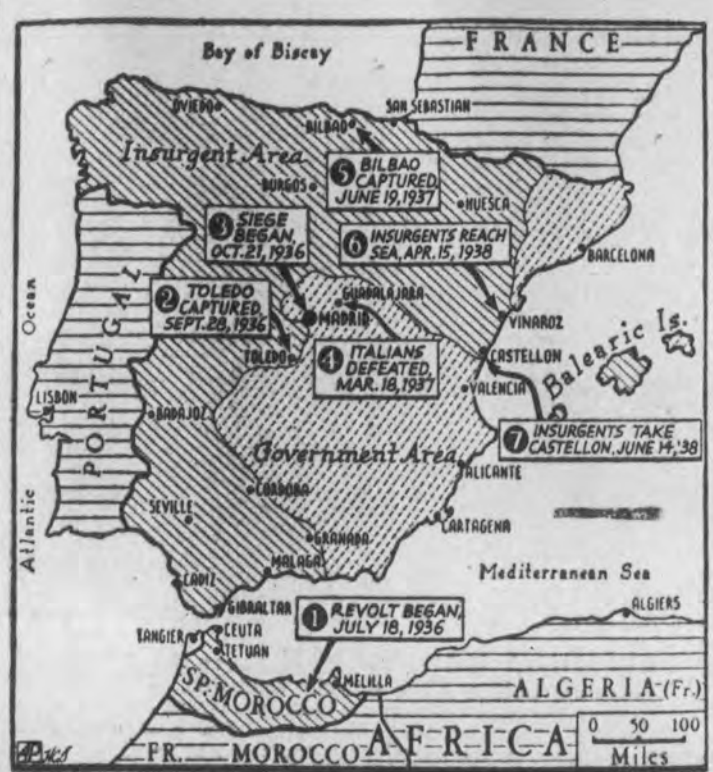 Bay of Biscay
FRANCE
OVIEDO
BILBAO
SAN SEBASTIAN
Insurgent Area
BURGOS
5 BILBAO
CAPTURED,
JUNE 19, 1937
HUESCA
3 SIEGE
BEGAN,
OCT. 21, 1936
6 INSURGENTS REACH
SEA, APR. 15, 1938
BARCELONA
2 TOLEDO
CAPTURED,
SEPT. 28, 1936
GUADALAJARA
MADRID
VINAROZ
Balearic Is.
TOLEDO
4 ITALIANS
DEFEATED,
MAR. 18, 1937
CASTELLON
VALENCIA
Ocean
PORTUGAL
LISBON
BADAJOZ
7 INSURGENTS TAKE
CASTELLON, JUNE 14,'38
Government Area
ALICANTE
CORDOBA
CARTAGENA
SEVILLE
GRANADA
Atlantic
MALAGA
CADIZ
Mediterranean Sea
GIBRALTAR
1 REVOLT BEGAN,
JULY 18, 1936
ALGIERS
TANGIER
CEUTA
TETUAN
MELILLA
SP. MOROCCO
ALGERIA (Fr.)
FR. MOROCCO
AFRICA
0 50 100
Miles
AP